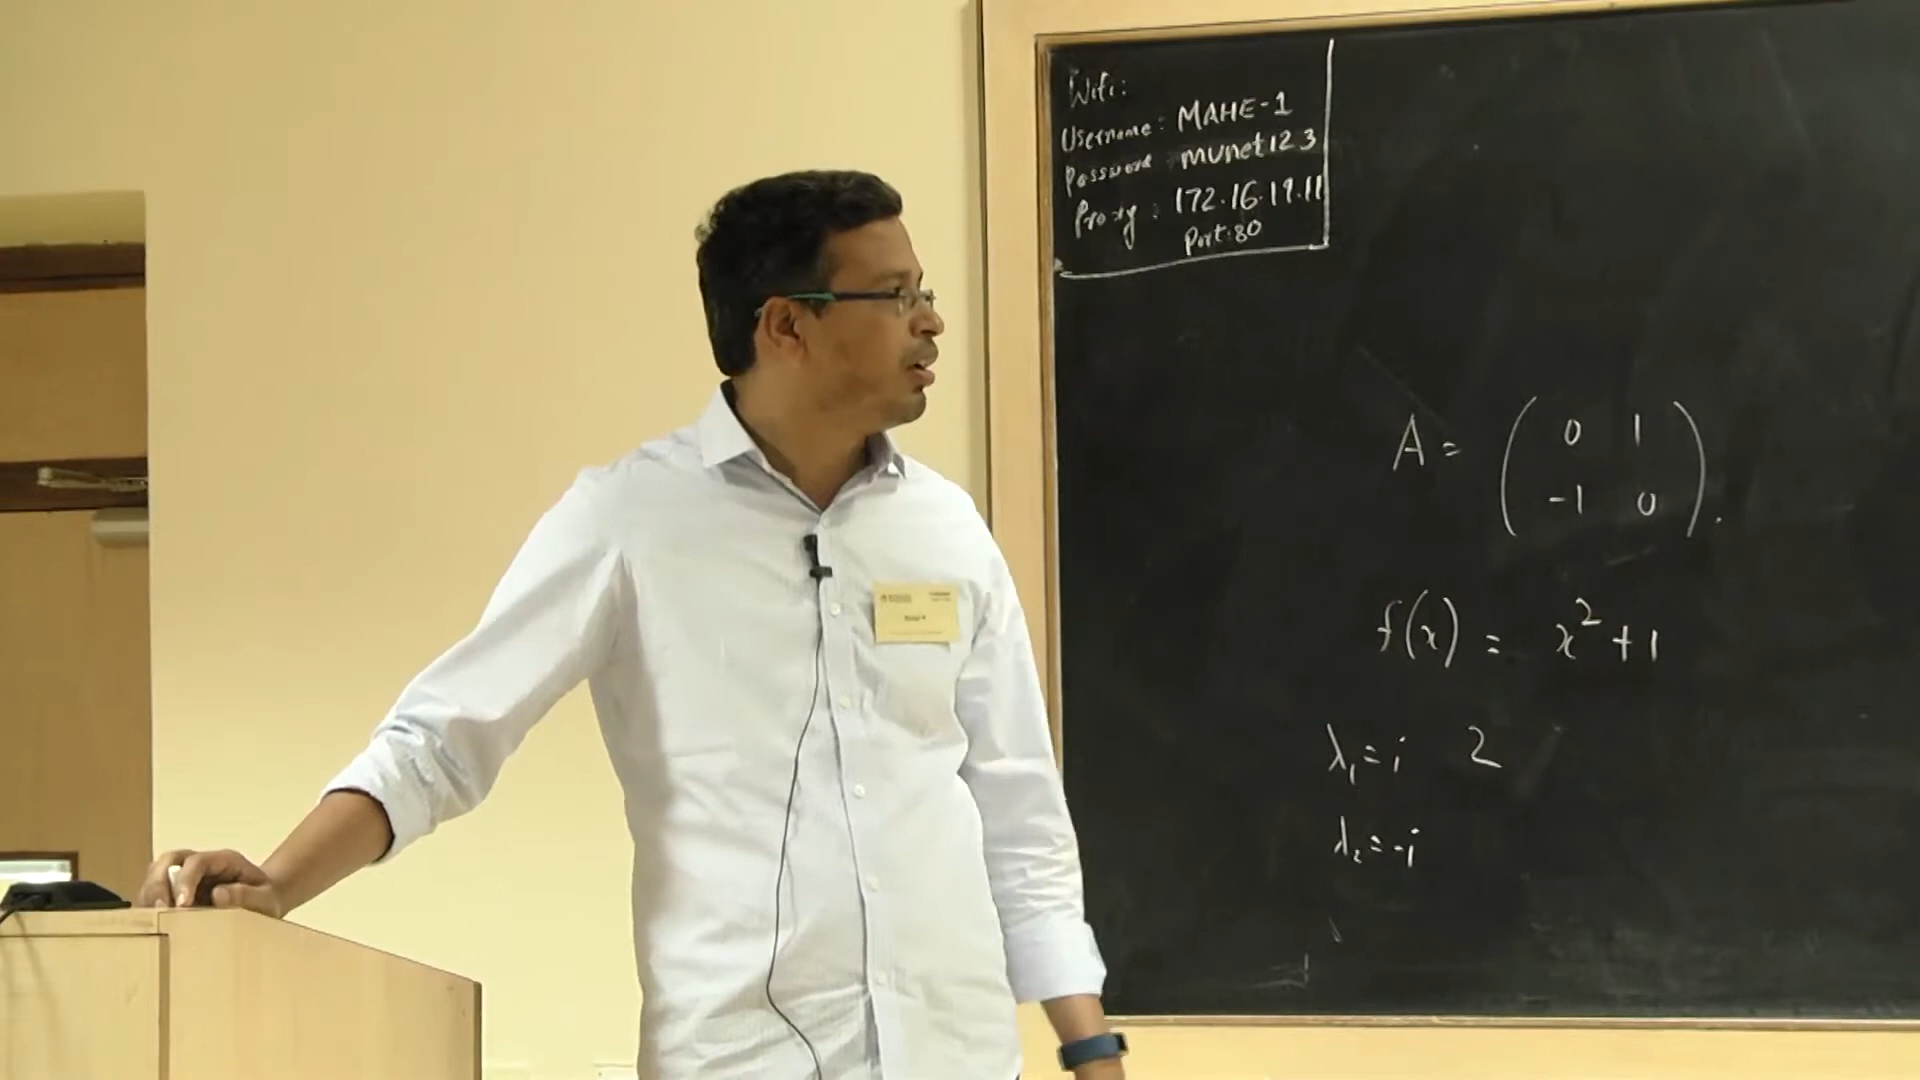 Wifi:
Username: MAHE-1
Password: munet123
Proxy: 172.16.19.11
Port:80
A = ( 0 1
-1 0 ).
f(x) = x²+1
λ₁ = i 2
λ₂ = -i